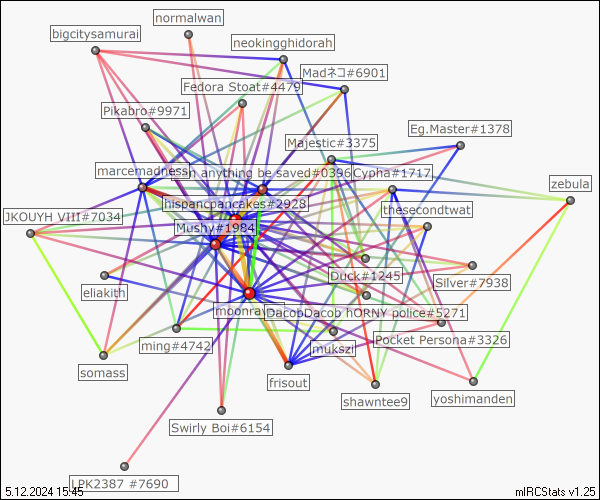 normalwan
bigcitysamurai
neokingghidorah
Madネコ#6901
Fedora Stoat#4479
Pikabro#9971
Eg.Master#1378
Majestic#3375
marcemadness
an anything be saved#0396
Cypha#1717
zebula
hispancpancakes#2928
thesecondtwat
JKOUYH VIII#7034
Mushy#1984
Duck#1245
Silver#7938
eliakith
moonrav
DacopDacop
hORNY police#5271
Pocket Persona#3326
ming#4742
mukszi
somass
frisout
shawntee9
yoshimanden
Swirly Boi#6154
LPK2387 #7690
5.12.2024 15:45
mIRCStats v1.25